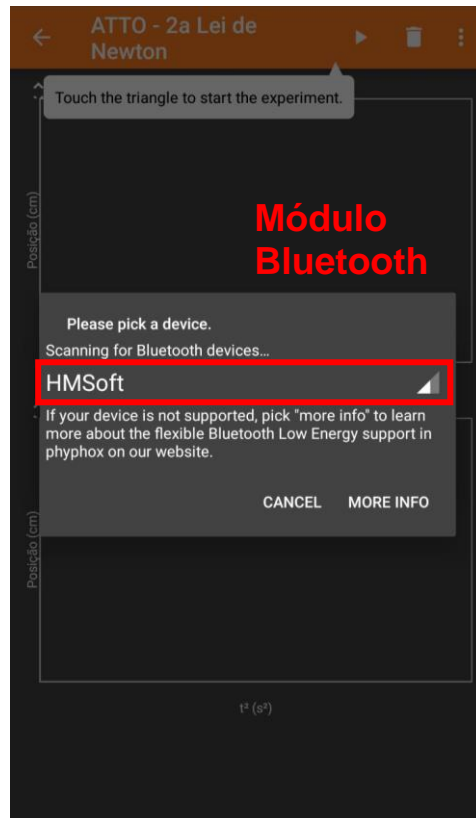 ATTO - 2a Lei de
Newton
Touch the triangle to start the experiment.
Posição (cm)
Módulo
Bluetooth
Please pick a device.
Scanning for Bluetooth devices...
HMSoft
If your device is not supported, pick "more info" to learn
more about the flexible Bluetooth Low Energy support in
phyphox on our website.
CANCEL MORE INFO
Posição (cm)
t² (s²)